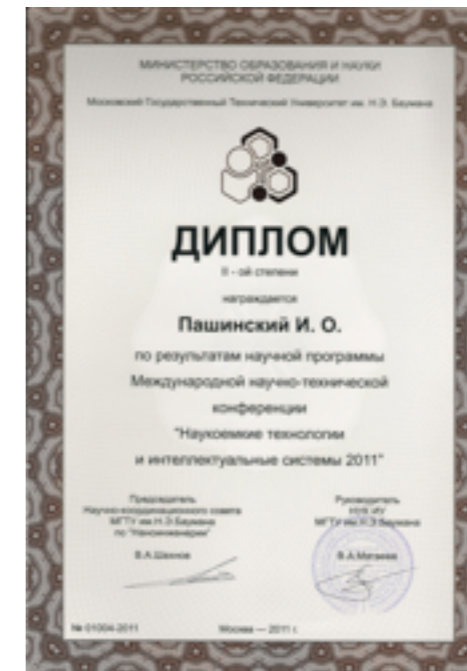 МИНИСТЕРСТВО ОБРАЗОВАНИЯ И НАУКИ
РОССИЙСКОЙ ФЕДЕРАЦИИ
Московский Государственный Технический Университет им. Н.Э. Баумана
ДИПЛОМ
II - ой степени
награждается
Пашинский И. О.
по результатам научной программы
Международной научно-технической
конференции
"Наукоемкие технологии
и интеллектуальные системы 2011"
Председатель
Научно-координационного совета
МГТУ им.Н.Э.Баумана
по "Наноинженерии"
В.А.Шахнов
Руководитель
НУК ИУ
МГТУ им.Н.Э.Баумана
В.А.Матвеев
№ 01004-2011
Москва — 2011 г.